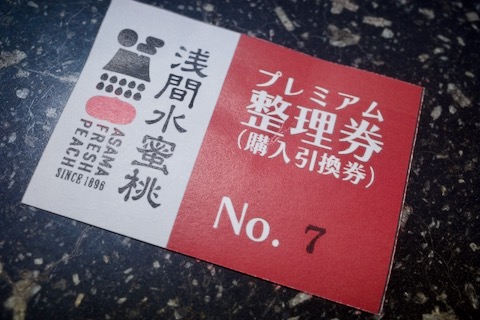 浅間水蜜桃
ASAMA
FRESH
PEACH
SINCE 1896
プレミアム
整理券
(購入引換券)
No. 7